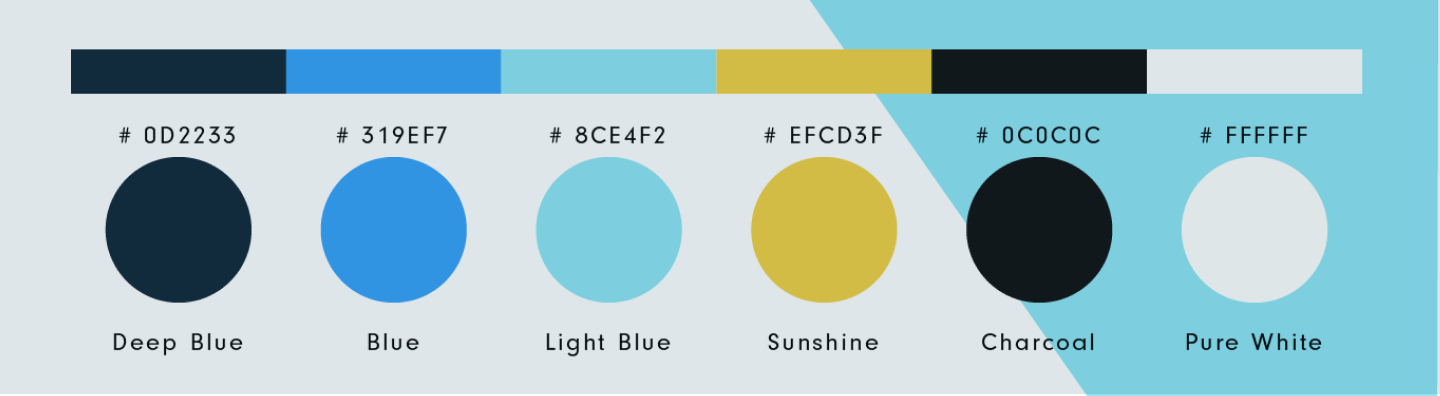 # 0D2233 # 319EF7 # 8CE4F2 # EFCD3F # 0C0C0C # FFFFFF
Deep Blue Blue Light Blue Sunshine Charcoal Pure White